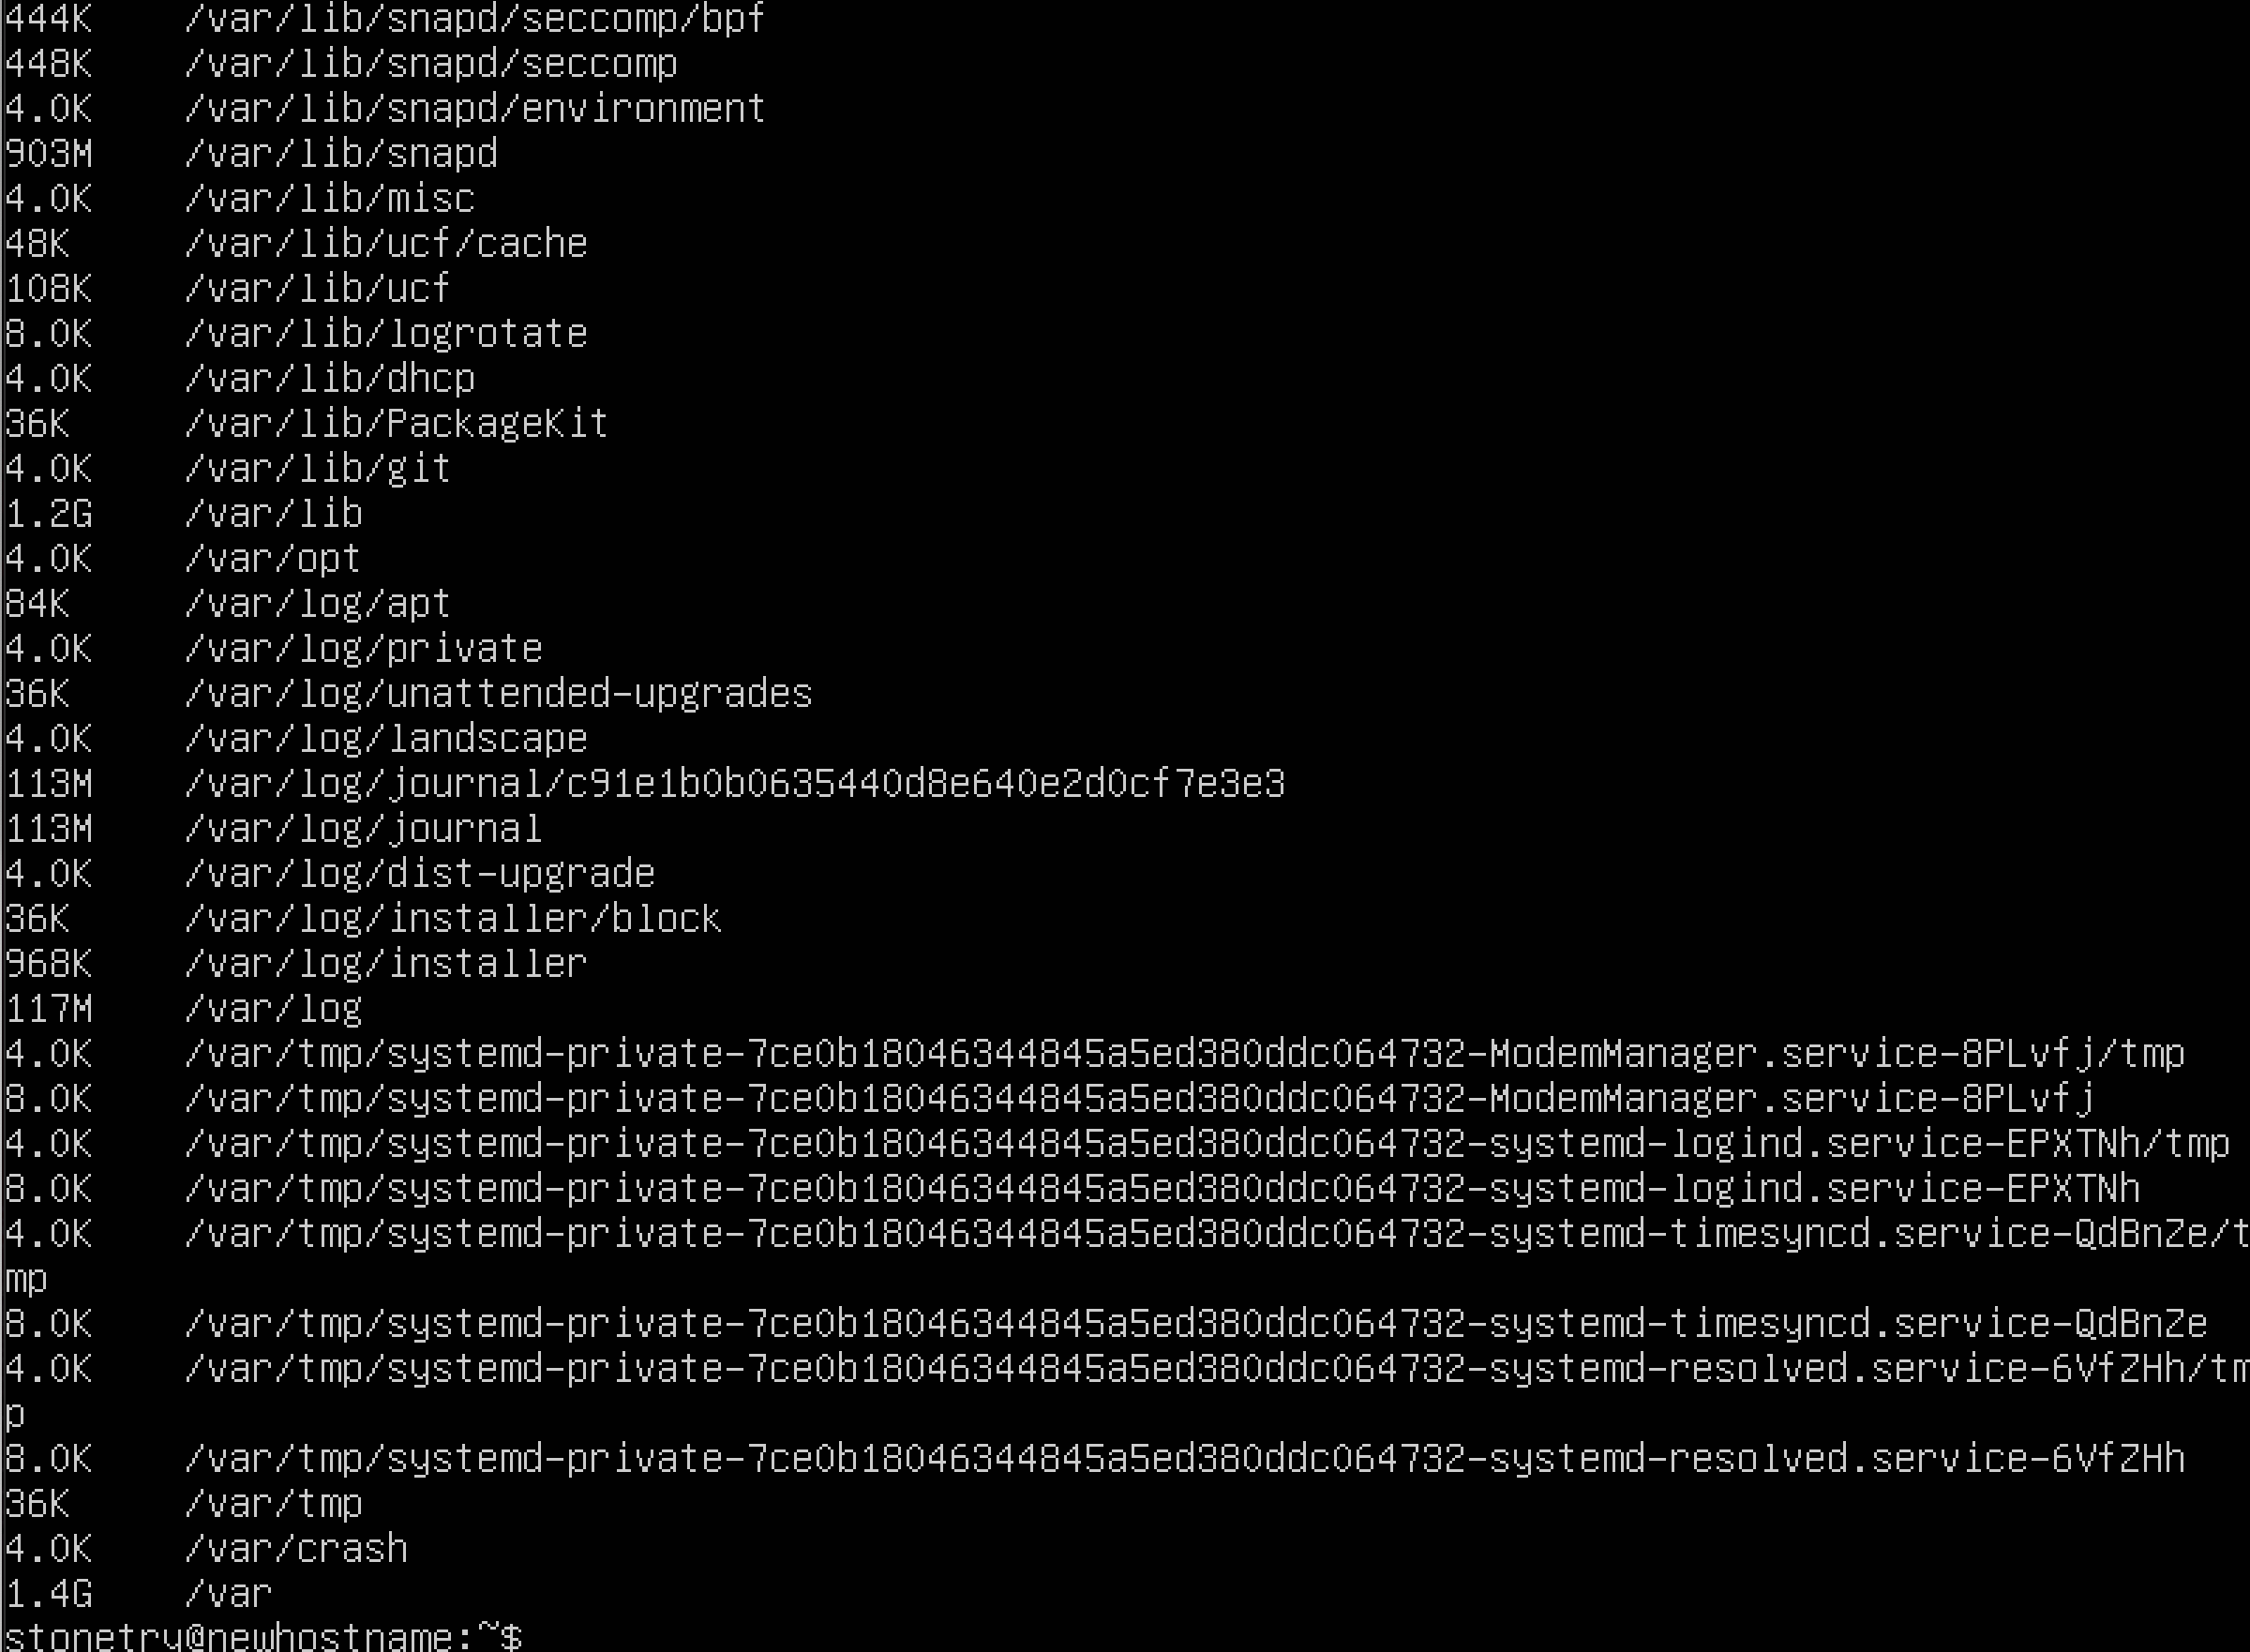 444K    /var/lib/snapd/seccomp/bpf
448K    /var/lib/snapd/seccomp
4.0K    /var/lib/snapd/environment
903M    /var/lib/snapd
4.0K    /var/lib/misc
48K     /var/lib/ucf/cache
108K    /var/lib/ucf
8.0K    /var/lib/logrotate
4.0K    /var/lib/dhcp
36K     /var/lib/PackageKit
4.0K    /var/lib/git
1.2G    /var/lib
4.0K    /var/opt
84K     /var/log/apt
4.0K    /var/log/private
36K     /var/log/unattended-upgrades
4.0K    /var/log/landscape
113M    /var/log/journal/c91e1b0b0635440d8e640e2d0cf7e3e3
113M    /var/log/journal
4.0K    /var/log/dist-upgrade
36K     /var/log/installer/block
968K    /var/log/installer
117M    /var/log
4.0K    /var/tmp/systemd-private-7ce0b18046344845a5ed380ddc064732-ModemManager.service-8PLvfj/tmp
8.0K    /var/tmp/systemd-private-7ce0b18046344845a5ed380ddc064732-ModemManager.service-8PLvfj
4.0K    /var/tmp/systemd-private-7ce0b18046344845a5ed380ddc064732-systemd-logind.service-EPXTNh/tmp
8.0K    /var/tmp/systemd-private-7ce0b18046344845a5ed380ddc064732-systemd-logind.service-EPXTNh
4.0K    /var/tmp/systemd-private-7ce0b18046344845a5ed380ddc064732-systemd-timesyncd.service-QdBnZe/t
mp
8.0K    /var/tmp/systemd-private-7ce0b18046344845a5ed380ddc064732-systemd-timesyncd.service-QdBnZe
4.0K    /var/tmp/systemd-private-7ce0b18046344845a5ed380ddc064732-systemd-resolved.service-6VfZHh/tm
p
8.0K    /var/tmp/systemd-private-7ce0b18046344845a5ed380ddc064732-systemd-resolved.service-6VfZHh
36K     /var/tmp
4.0K    /var/crash
1.4G    /var
stonetry@newhostname:~$